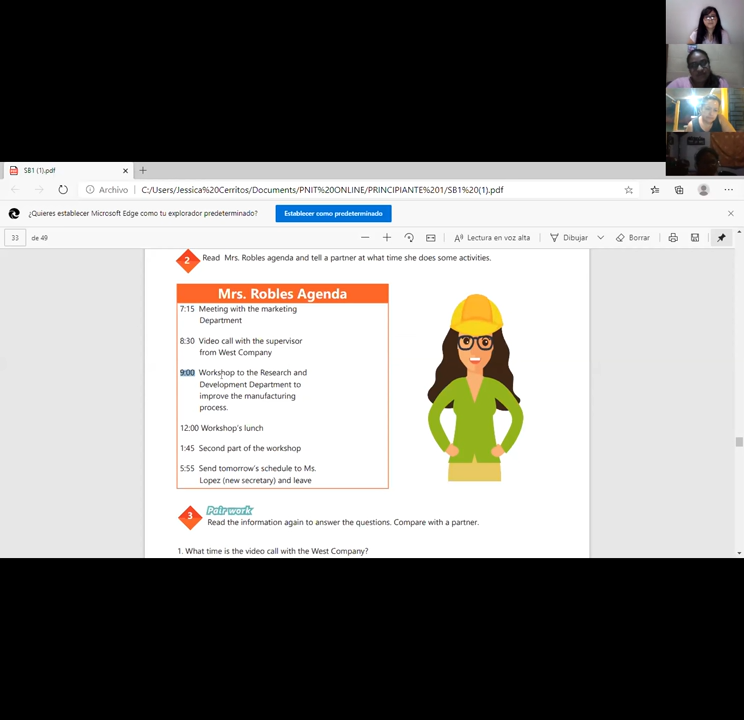 SB1 (1).pdf
Archivo
C:/Users/Jessica%20Cerritos/Documents/PNIT%20ONLINE/PRINCIPIANTE%201/SB1%20(1).pdf
¿Quieres establecer Microsoft Edge como tu explorador predeterminado?
Establecer como predeterminado
33 de 49
Lectura en voz alta
Dibujar
Borrar
2 Read Mrs. Robles agenda and tell a partner at what time she does some activities.
Mrs. Robles Agenda
7:15 Meeting with the marketing
Department
8:30 Video call with the supervisor
from West Company
9:00 Workshop to the Research and
Development Department to
improve the manufacturing
process.
12:00 Workshop's lunch
1:45 Second part of the workshop
5:55 Send tomorrow's schedule to Ms.
Lopez (new secretary) and leave
3 Pair work
Read the information again to answer the questions. Compare with a partner.
1. What time is the video call with the West Company?